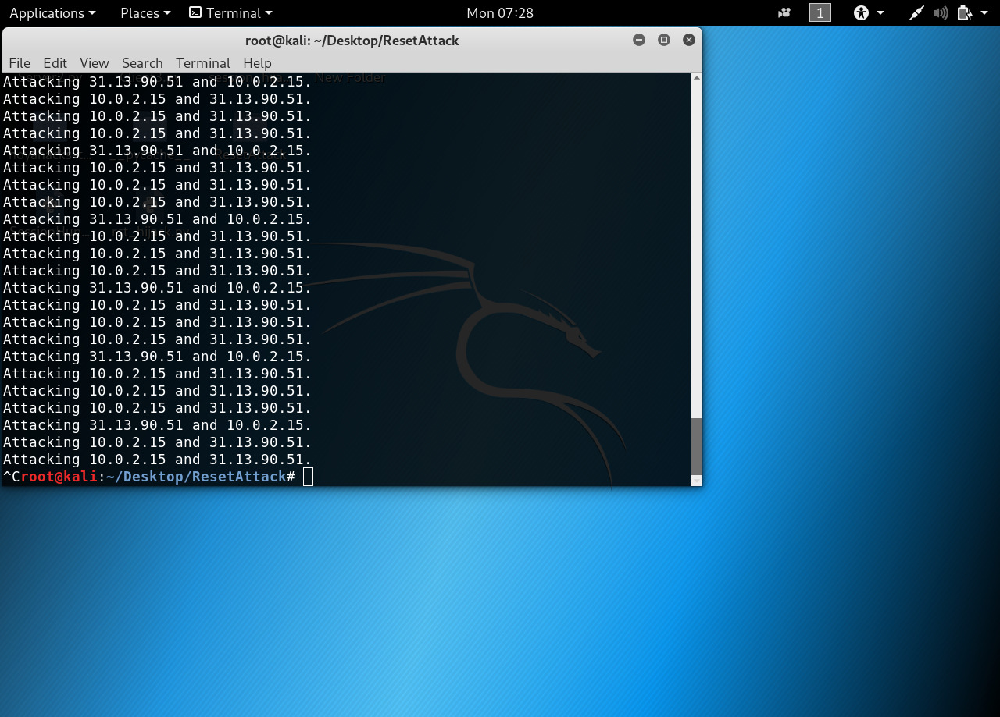 Applications Places Terminal Mon 07:28 1
root@kali: ~/Desktop/ResetAttack
File Edit View Search Terminal Help
Attacking 31.13.90.51 and 10.0.2.15.
New Folder
Attacking 10.0.2.15 and 31.13.90.51.
Attacking 10.0.2.15 and 31.13.90.51.
Attacking 10.0.2.15 and 31.13.90.51.
Attacking 31.13.90.51 and 10.0.2.15.
__pycache__ ResetAttack
Attacking 10.0.2.15 and 31.13.90.51.
Attacking 10.0.2.15 and 31.13.90.51.
Attacking 10.0.2.15 and 31.13.90.51.
Attacking 31.13.90.51 and 10.0.2.15.
Attacking 10.0.2.15 and 31.13.90.51.
Attacking 10.0.2.15 and 31.13.90.51.
Attacking 10.0.2.15 and 31.13.90.51.
Attacking 31.13.90.51 and 10.0.2.15.
Attacking 10.0.2.15 and 31.13.90.51.
Attacking 10.0.2.15 and 31.13.90.51.
Attacking 10.0.2.15 and 31.13.90.51.
Attacking 31.13.90.51 and 10.0.2.15.
Attacking 10.0.2.15 and 31.13.90.51.
Attacking 10.0.2.15 and 31.13.90.51.
Attacking 10.0.2.15 and 31.13.90.51.
Attacking 31.13.90.51 and 10.0.2.15.
Attacking 10.0.2.15 and 31.13.90.51.
Attacking 10.0.2.15 and 31.13.90.51.
^Croot@kali:~/Desktop/ResetAttack#